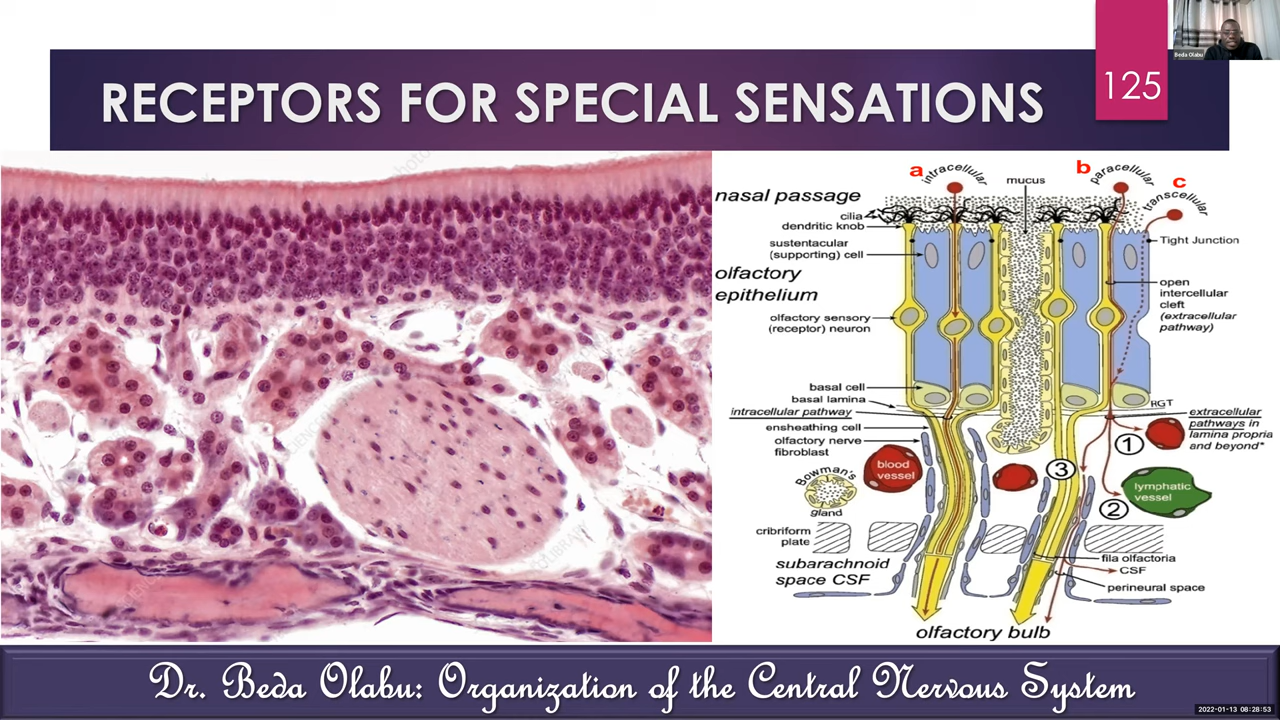 Beda Olabu
RECEPTORS FOR SPECIAL SENSATIONS
125
a
intracellular
mucus
b
paracellular
c
transcellular
nasal passage
cilia
dendritic knob
sustentacular
(supporting) cell
Tight Junction
olfactory
epithelium
open
intercellular
cleft
(extracellular
pathway)
olfactory sensory
(receptor) neuron
basal cell
basal lamina
RGT
intracellular pathway
extracellular
pathways in
lamina propria
and beyond*
ensheathing cell
olfactory nerve
fibroblast
1
blood
vessel
Bowman's
gland
3
lymphatic
vessel
2
cribriform
plate
subarachnoid
space CSF
fila olfactoria
CSF
perineural space
olfactory bulb
Dr. Beda Olabu: Organization of the Central Nervous System
2022-01-13 08:28:53